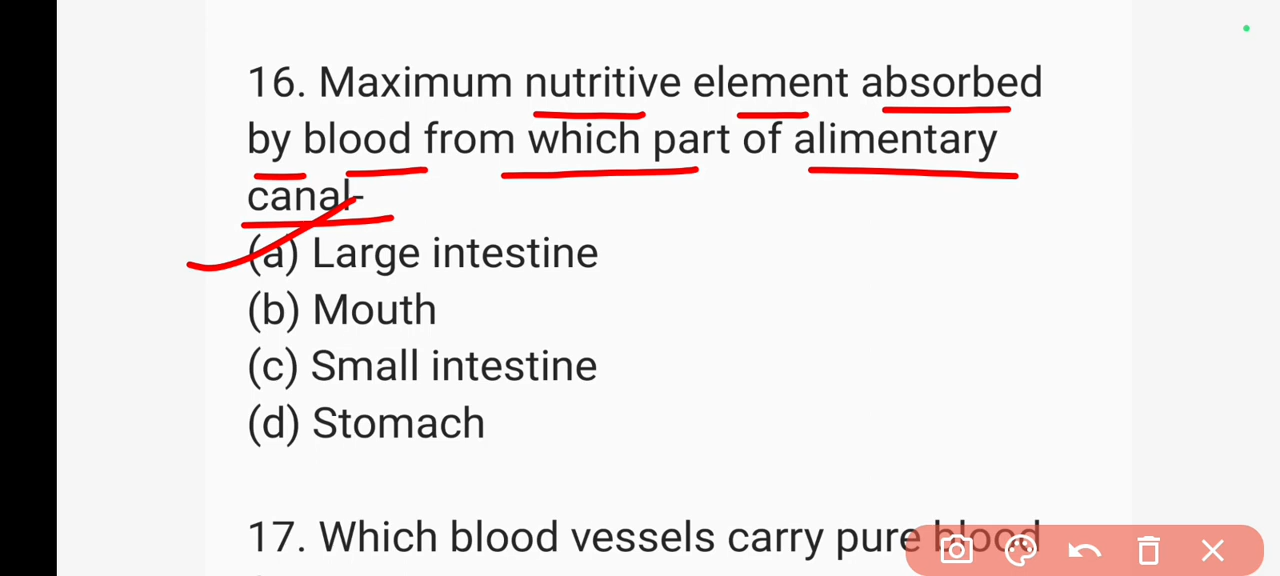 16. Maximum nutritive element absorbed
by blood from which part of alimentary
canal-
(a) Large intestine
(b) Mouth
(c) Small intestine
(d) Stomach
17. Which blood vessels carry pure blood